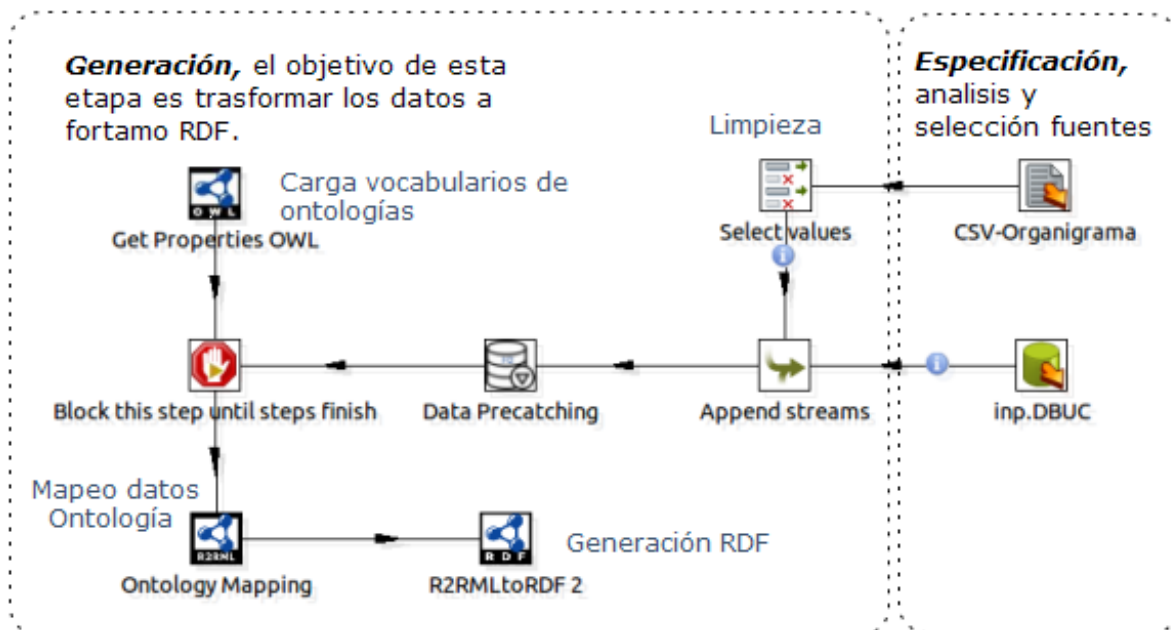 Generación, el objetivo de esta
etapa es trasformar los datos a
fortamo RDF.
Especificación,
analisis y
selección fuentes
Limpieza
OWL
Carga vocabularios de
ontologías
Get Properties OWL
Select values
CSV-Organigrama
Block this step until steps finish
Data Precatching
Append streams
inp.DBUC
Mapeo datos
Ontología
R2RML
RDF
Generación RDF
Ontology Mapping
R2RMLtoRDF 2